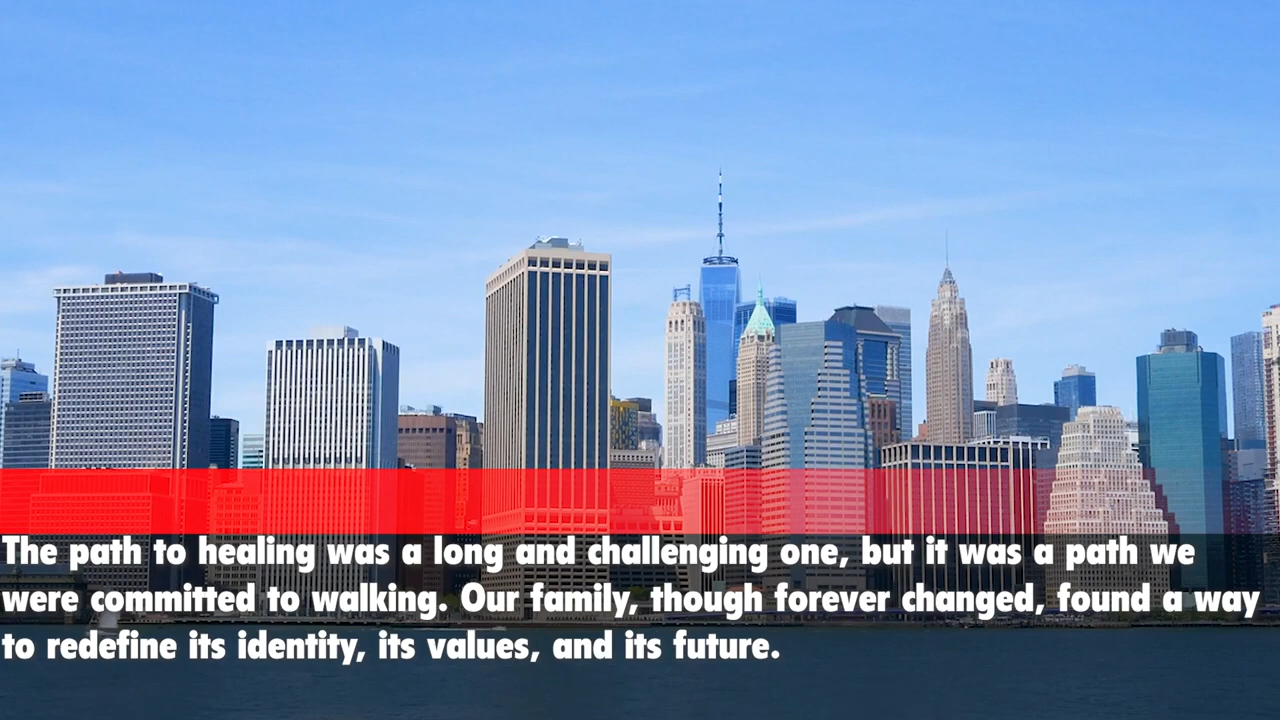 The path to healing was a long and challenging one, but it was a path we
were committed to walking. Our family, though forever changed, found a way
to redefine its identity, its values, and its future.